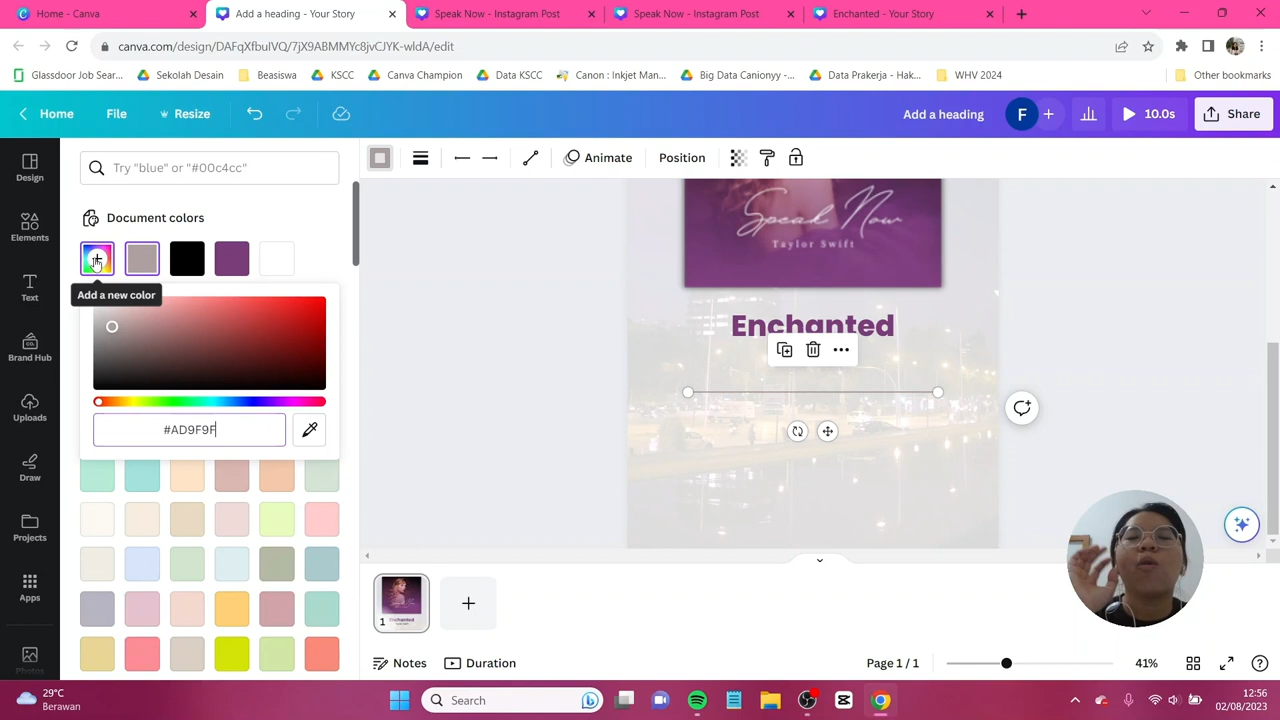 Home - Canva
Add a heading - Your Story
Speak Now - Instagram Post
Speak Now - Instagram Post
Enchanted - Your Story
canva.com/design/DAFqXfbuIVQ/7jX9ABMMYc8jvCJYK-wldA/edit
Glassdoor Job Sear...
Sekolah Desain
Beasiswa
KSCC
Canva Champion
Data KSCC
Canon : Inkjet Man...
Big Data Canionyy -...
Data Prakerja - Hak...
WHV 2024
Other bookmarks
Home
File
Resize
Add a heading
F
10.0s
Share
Design
Elements
Text
Brand Hub
Uploads
Draw
Projects
Apps
Photos
Try "blue" or "#00c4cc"
Document colors
Add a new color
#AD9F9F
Animate
Position
Speak Now
Taylor Swift
Enchanted
1
Notes
Duration
Page 1 / 1
41%
29°C
Berawan
Search
12:56
02/08/2023